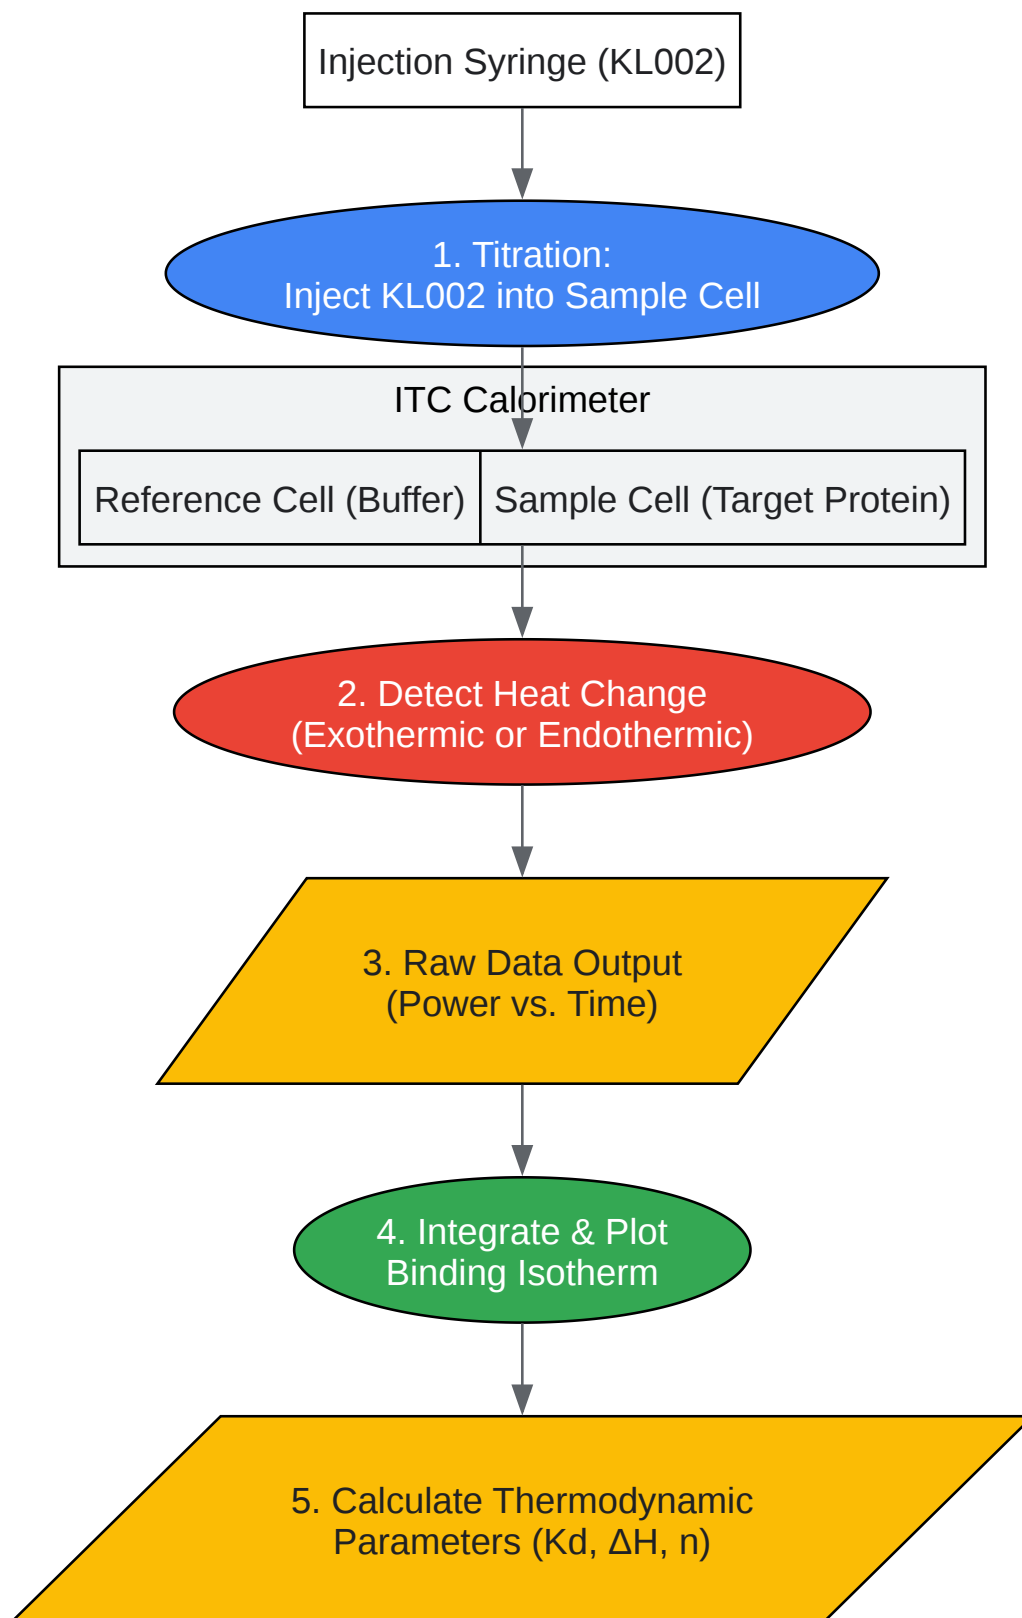 Injection Syringe (KL002)
1. Titration:
Inject KL002 into Sample Cell
ITC Calorimeter
Reference Cell (Buffer)
Sample Cell (Target Protein)
2. Detect Heat Change
(Exothermic or Endothermic)
3. Raw Data Output
(Power vs. Time)
4. Integrate & Plot
Binding Isotherm
5. Calculate Thermodynamic
Parameters (Kd, ΔH, n)